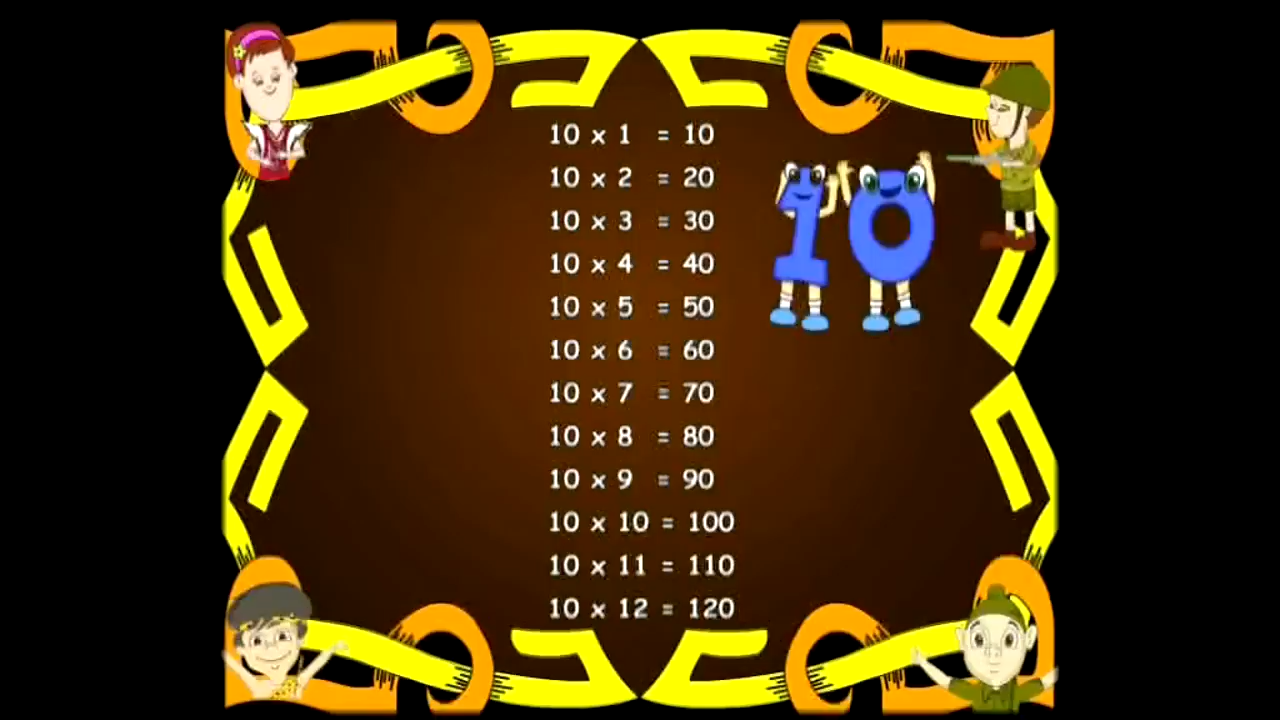 10 x 1 = 10
10 x 2 = 20
10 x 3 = 30
10 x 4 = 40
10 x 5 = 50
10 x 6 = 60
10 x 7 = 70
10 x 8 = 80
10 x 9 = 90
10 x 10 = 100
10 x 11 = 110
10 x 12 = 120
10